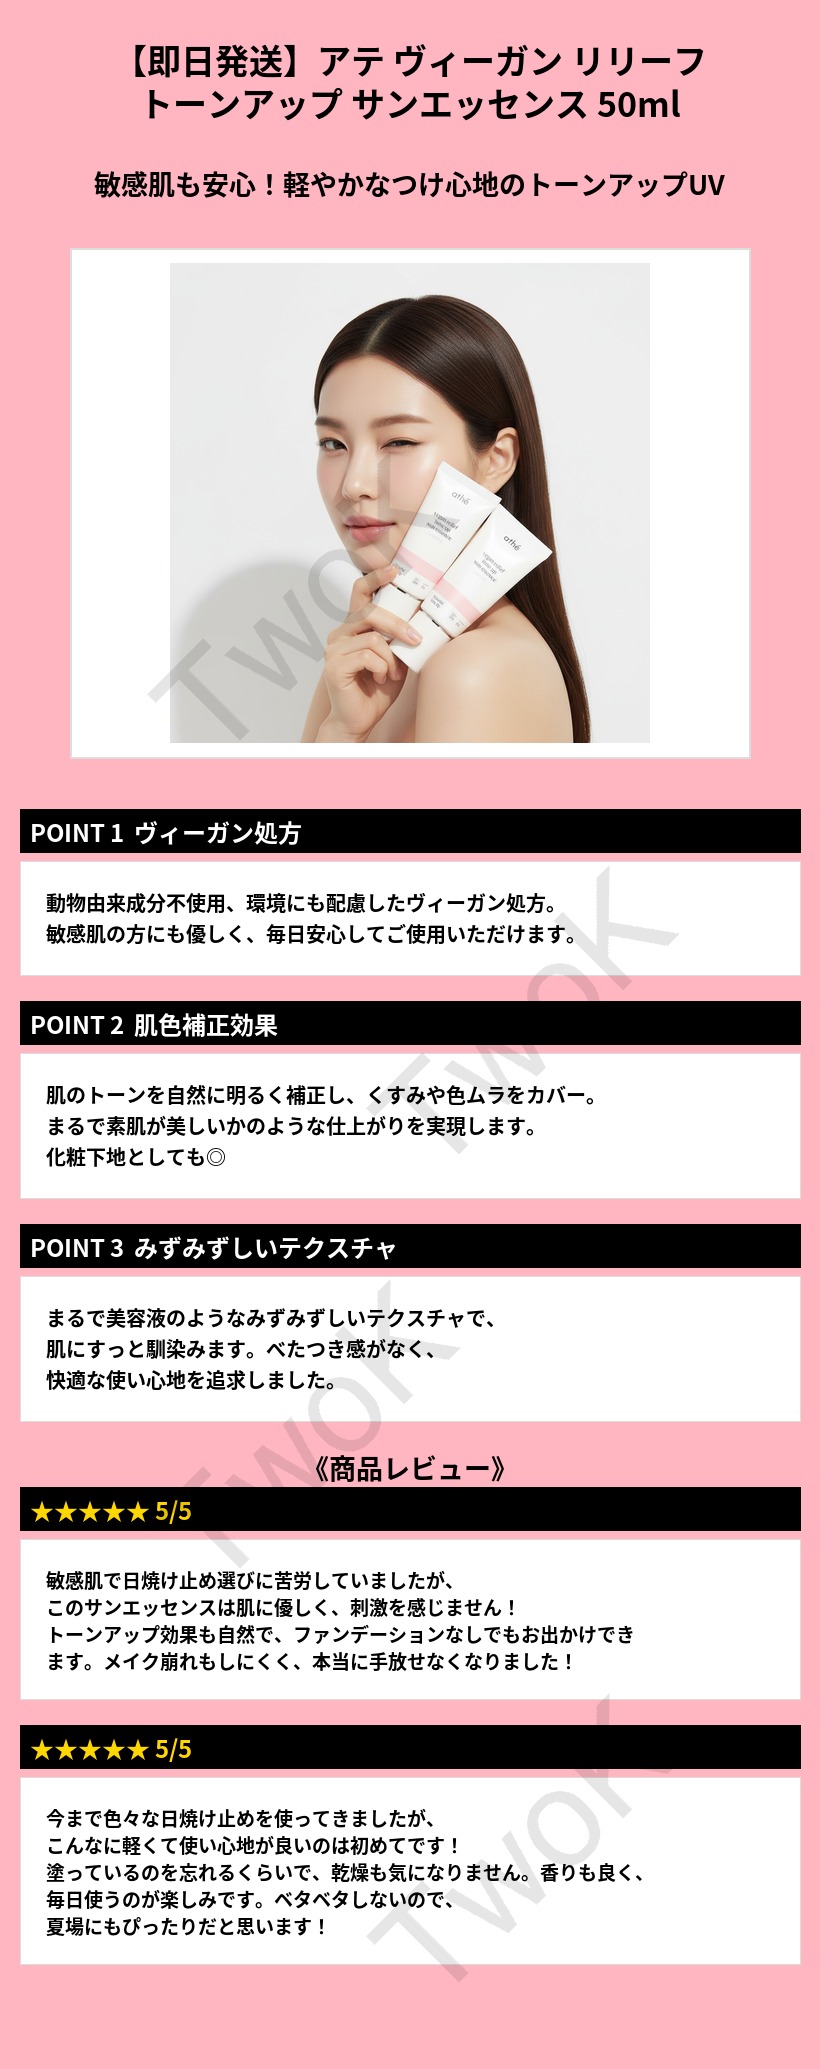 【即日発送】アテ ヴィーガン リリーフ
トーンアップ サンエッセンス 50ml
敏感肌も安心！軽やかなつけ心地のトーンアップUV
athé
vegan relief
tone up
sun essence
athé
vegan relief
tone up
sun essence
TwoK
POINT 1 ヴィーガン処方
動物由来成分不使用、環境にも配慮したヴィーガン処方。
敏感肌の方にも優しく、毎日安心してご使用いただけます。
TwoK
POINT 2 肌色補正効果
肌のトーンを自然に明るく補正し、くすみや色ムラをカバー。
まるで素肌が美しいかのような仕上がりを実現します。
化粧下地としても◎
POINT 3 みずみずしいテクスチャ
まるで美容液のようなみずみずしいテクスチャで、
肌にすっと馴染みます。べたつき感がなく、
快適な使い心地を追求しました。
TwoK
《商品レビュー》
★★★★★ 5/5
敏感肌で日焼け止め選びに苦労していましたが、
このサンエッセンスは肌に優しく、刺激を感じません！
トーンアップ効果も自然で、ファンデーションなしでもお出かけでき
ます。メイク崩れもしにくく、本当に手放せなくなりました！
★★★★★ 5/5
今まで色々な日焼け止めを使ってきましたが、
こんなに軽くて使い心地が良いのは初めてです！
塗っているのを忘れるくらいで、乾燥も気になりません。香りも良く、
毎日使うのが楽しみです。ベタベタしないので、
夏場にもぴったりだと思います！
TwoK